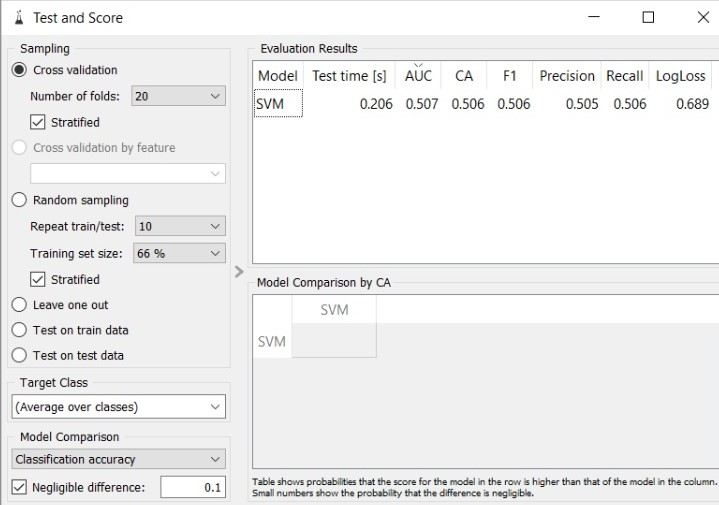 Test and Score
Sampling
Cross validation
Number of folds: 20
Stratified
Cross validation by feature
Random sampling
Repeat train/test: 10
Training set size: 66 %
Stratified
Leave one out
Test on train data
Test on test data
Target Class
(Average over classes)
Model Comparison
Classification accuracy
Negligible difference: 0.1
Evaluation Results
Model Test time [s] AUC CA F1 Precision Recall LogLoss
SVM 0.206 0.507 0.506 0.506 0.505 0.506 0.689
Model Comparison by CA
SVM
SVM
Table shows probabilities that the score for the model in the row is higher than that of the model in the column.
Small numbers show the probability that the difference is negligible.